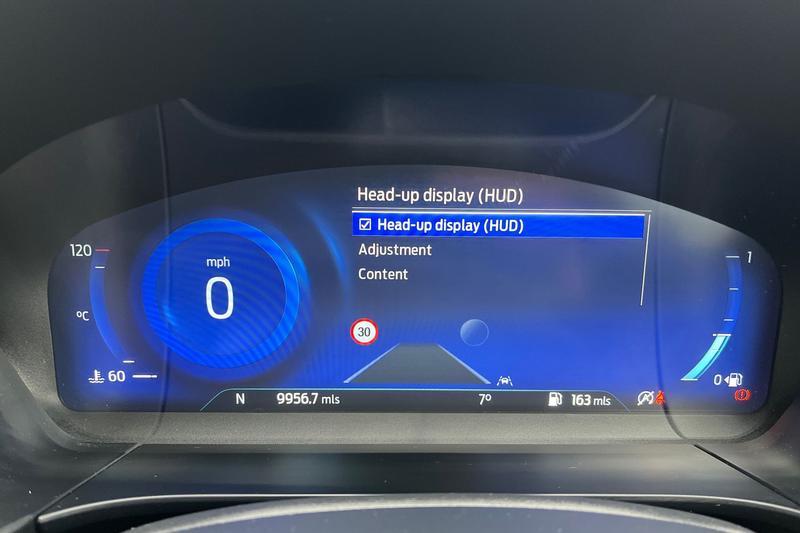 Head-up display (HUD)
Head-up display (HUD)
Adjustment
Content
120
°C
60
mph
0
30
1
0
N 9956.7 mls 7° 163 mls